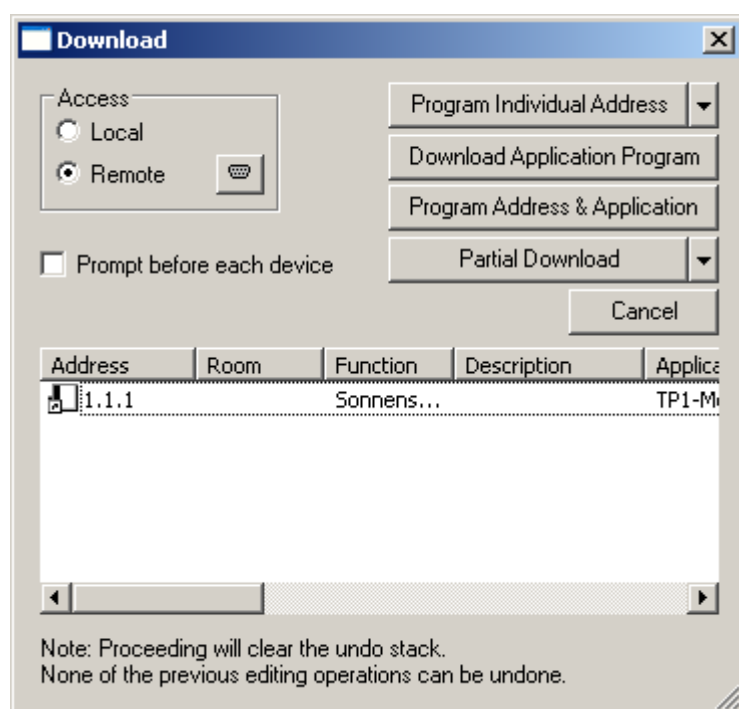 Download
Access
Local
Remote
Program Individual Address
Download Application Program
Program Address & Application
Prompt before each device
Partial Download
Cancel
Address Room Function Description Applica
1.1.1 Sonnens... TP1-M
Note: Proceeding will clear the undo stack.
None of the previous editing operations can be undone.